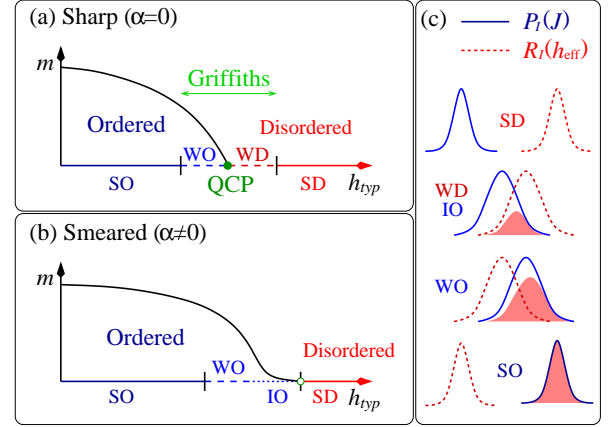 (a) Sharp (α=0)
m
Griffiths
Ordered
Disordered
WO
WD
SO
QCP
SD
h_typ
(b) Smeared (α≠0)
m
Ordered
Disordered
WO
SO
IO
SD
h_typ
(c)
P_I(J)
R_I(h_eff)
SD
WD
IO
WO
SO